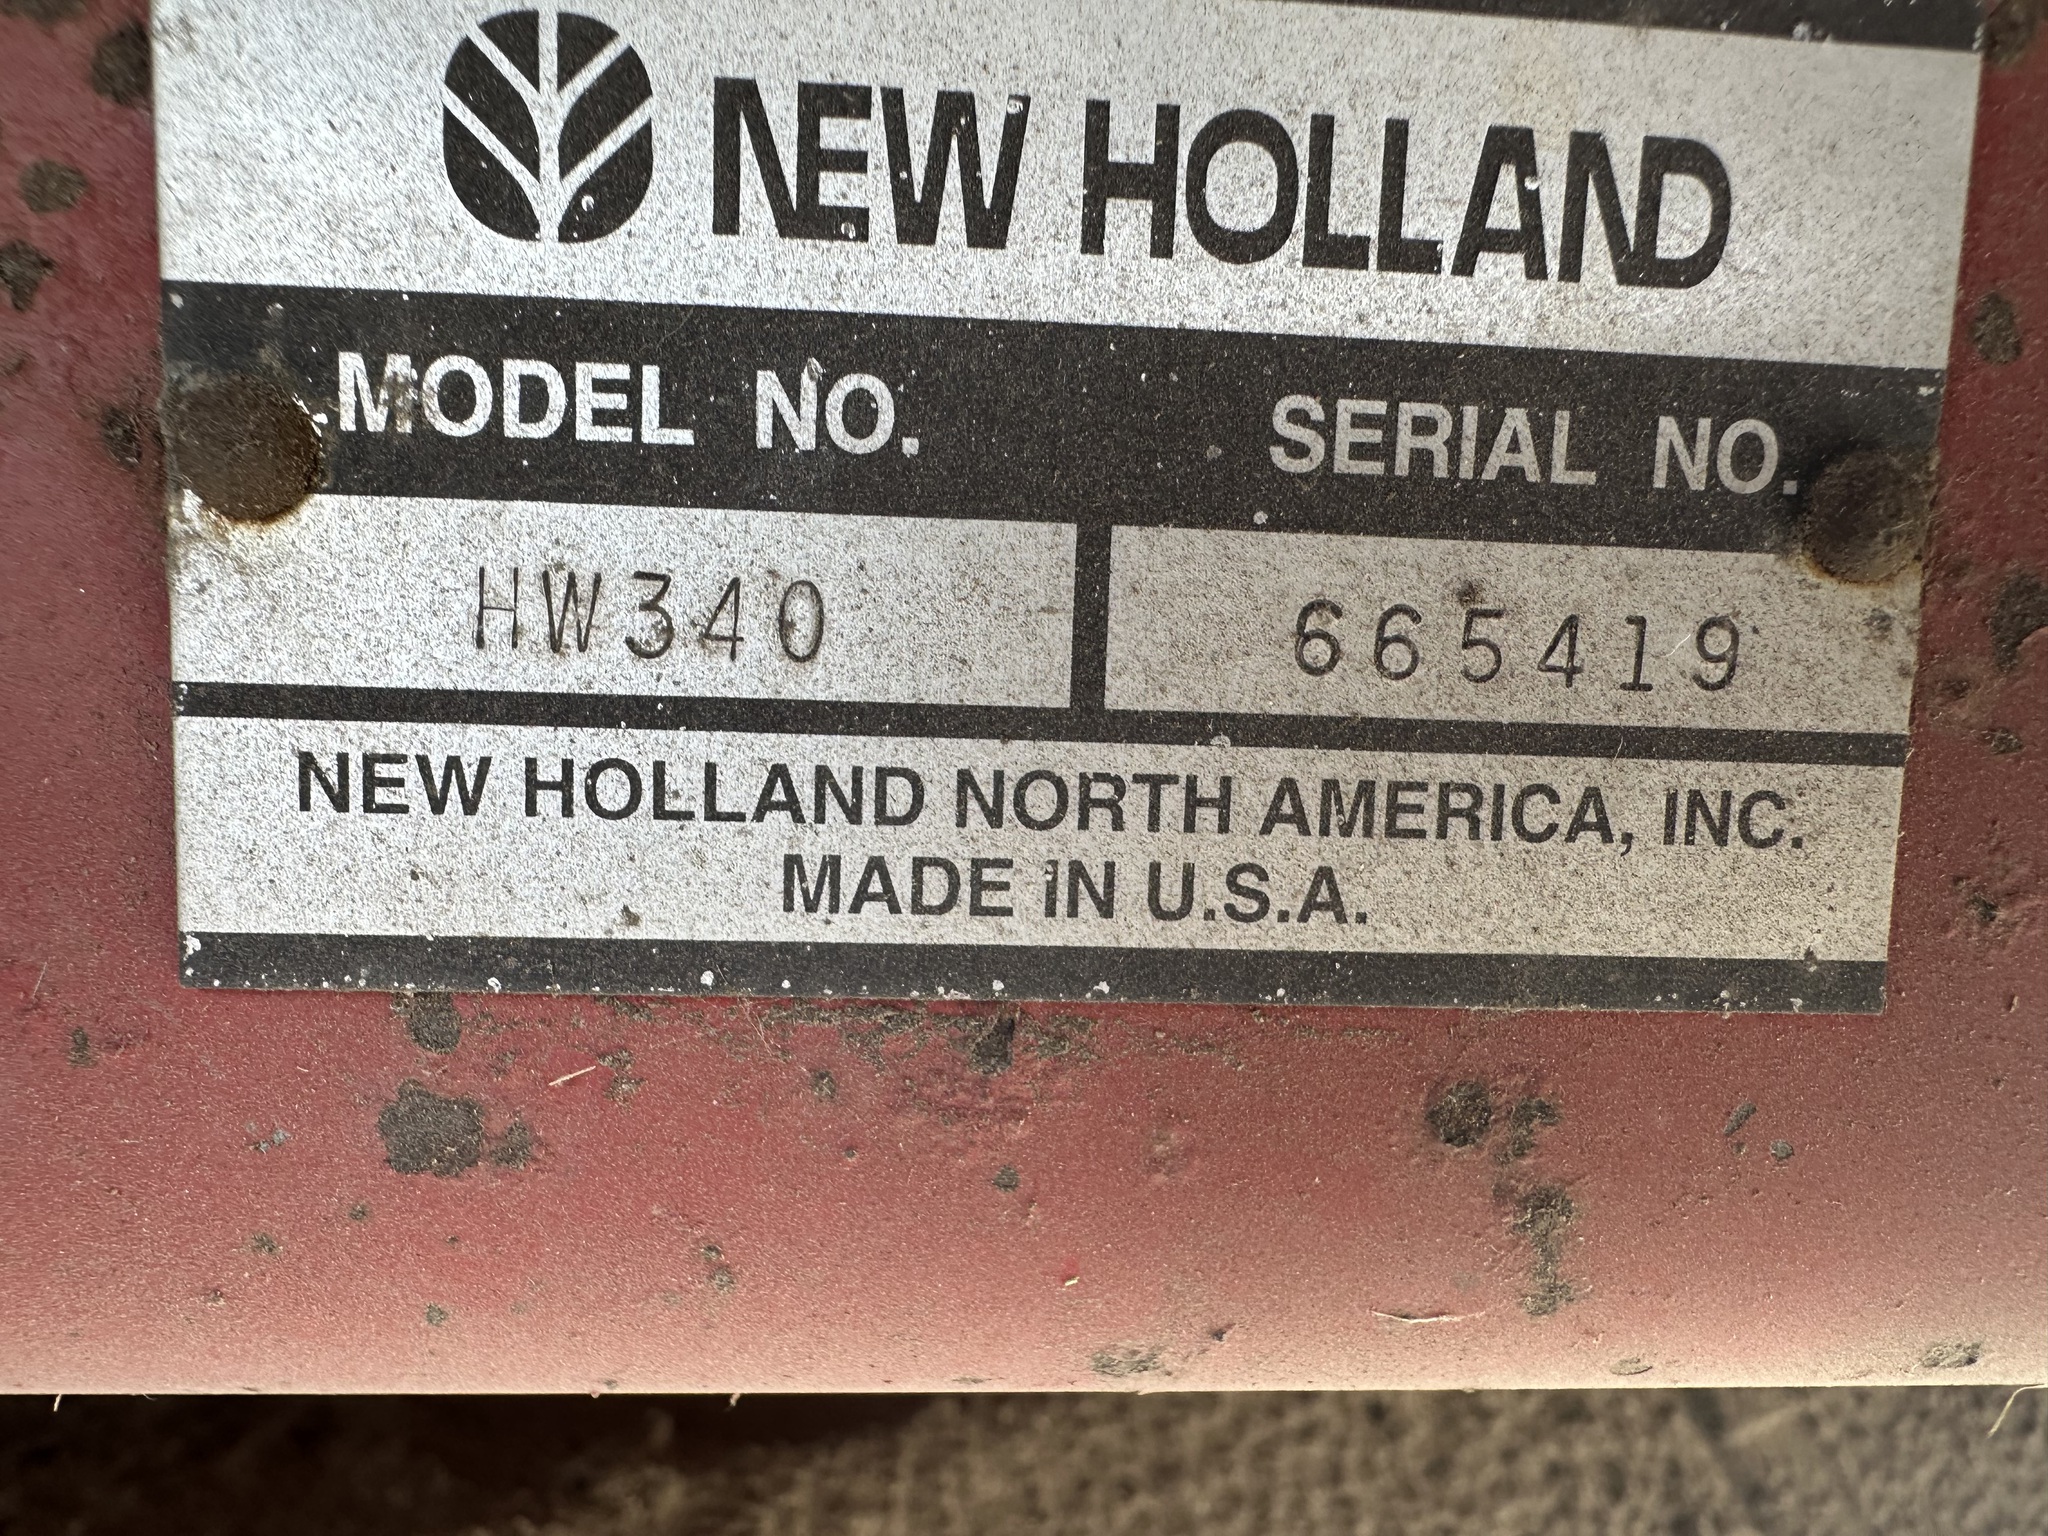 NEW HOLLAND
MODEL NO. SERIAL NO.
HW340 665419
NEW HOLLAND NORTH AMERICA, INC.
MADE IN U.S.A.